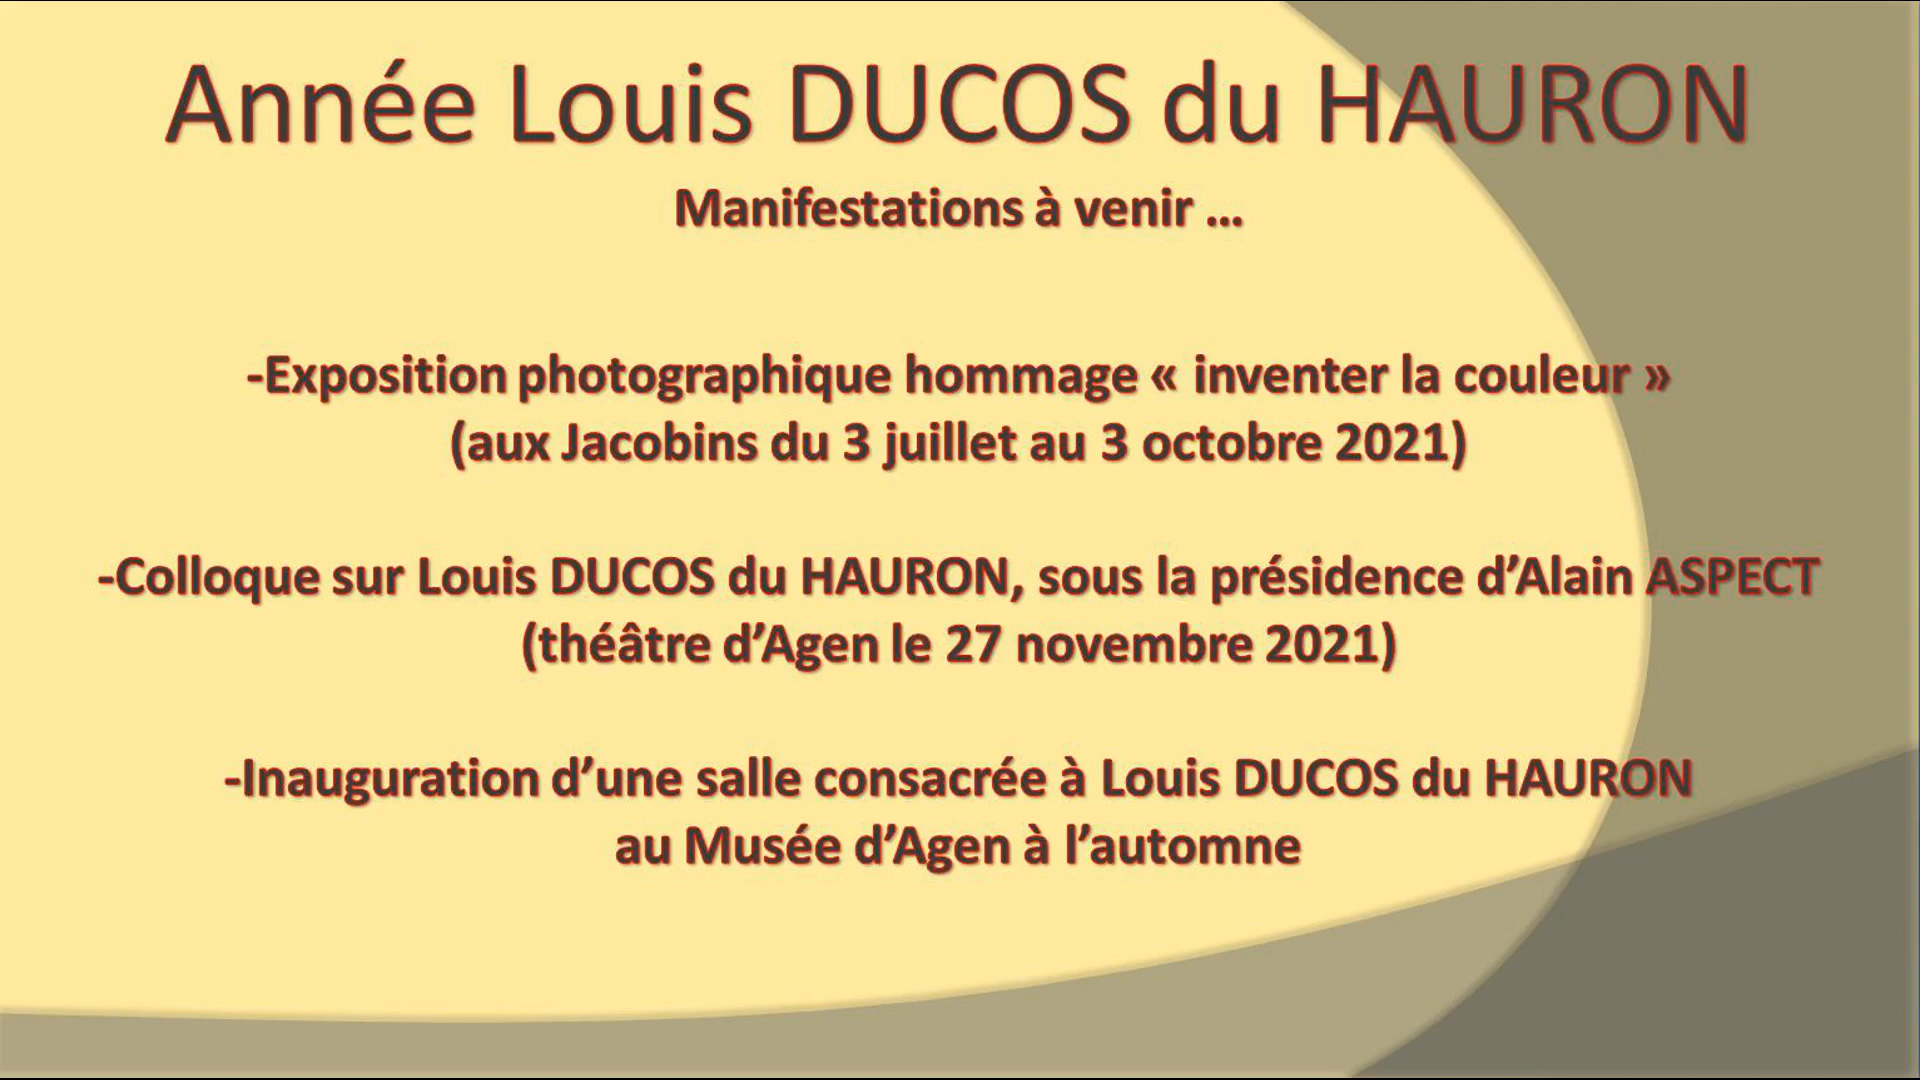 Année Louis DUCOS du HAURON
Manifestations à venir ...
-Exposition photographique hommage « inventer la couleur »
(aux Jacobins du 3 juillet au 3 octobre 2021)
-Colloque sur Louis DUCOS du HAURON, sous la présidence d’Alain ASPECT
(théâtre d’Agen le 27 novembre 2021)
-Inauguration d’une salle consacrée à Louis DUCOS du HAURON
au Musée d’Agen à l’automne